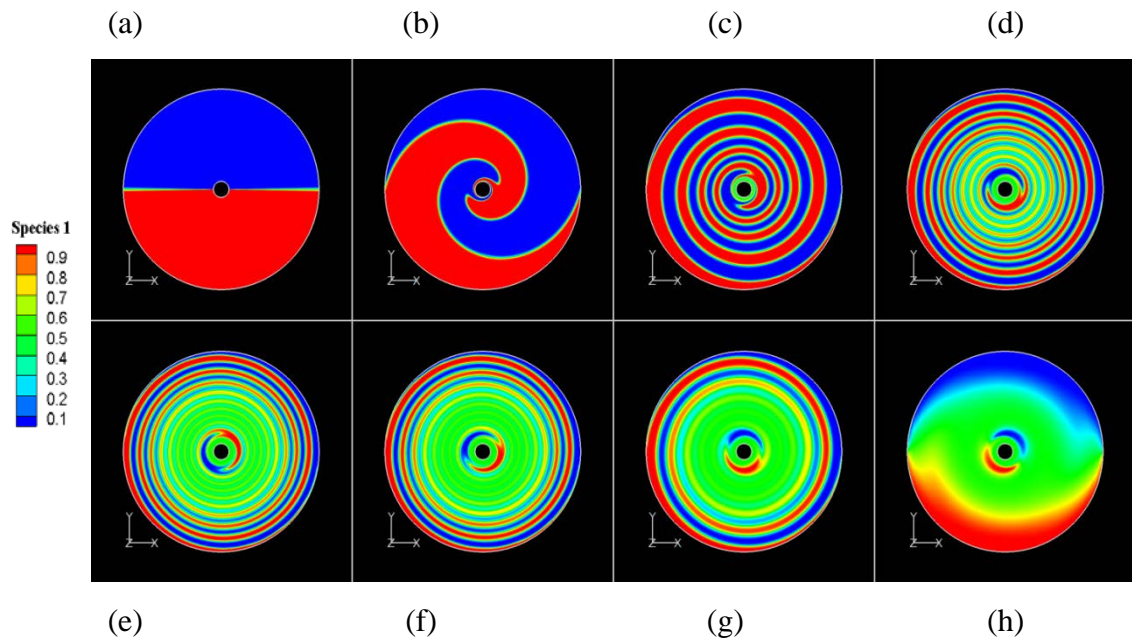 (a) (b) (c) (d)
Species 1
0.9
0.8
0.7
0.6
0.5
0.4
0.3
0.2
0.1
Y Y Y Y
Z X Z X Z X Z X
Y Y Y Y
Z X Z X Z X Z X
(e) (f) (g) (h)